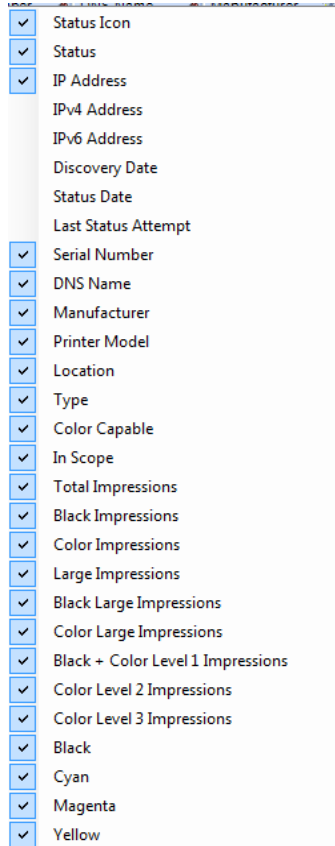 Status Icon
Status
IP Address
IPv4 Address
IPv6 Address
Discovery Date
Status Date
Last Status Attempt
Serial Number
DNS Name
Manufacturer
Printer Model
Location
Type
Color Capable
In Scope
Total Impressions
Black Impressions
Color Impressions
Large Impressions
Black Large Impressions
Color Large Impressions
Black + Color Level 1 Impressions
Color Level 2 Impressions
Color Level 3 Impressions
Black
Cyan
Magenta
Yellow